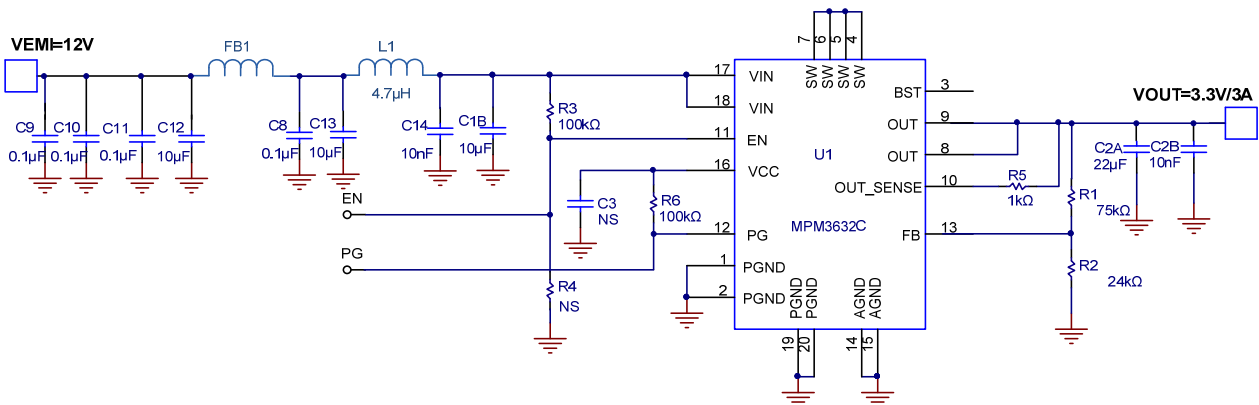 VEMI=12V
FB1
L1
4.7µH
C9
0.1µF
C10
0.1µF
C11
0.1µF
C12
10µF
C8
0.1µF
C13
10µF
C14
10nF
C1B
10µF
R3
100kΩ
EN
PG
C3
NS
R6
100kΩ
R4
NS
7
6
5
4
SW
SW
SW
SW
17
VIN
18
VIN
11
EN
16
VCC
12
PG
1
PGND
2
PGND
U1
MPM3632C
BST
3
OUT
9
OUT
8
OUT_SENSE
10
FB
13
PGND
PGND
AGND
AGND
19
20
14
15
R5
1kΩ
VOUT=3.3V/3A
C2A
22µF
C2B
10nF
R1
75kΩ
R2
24kΩ